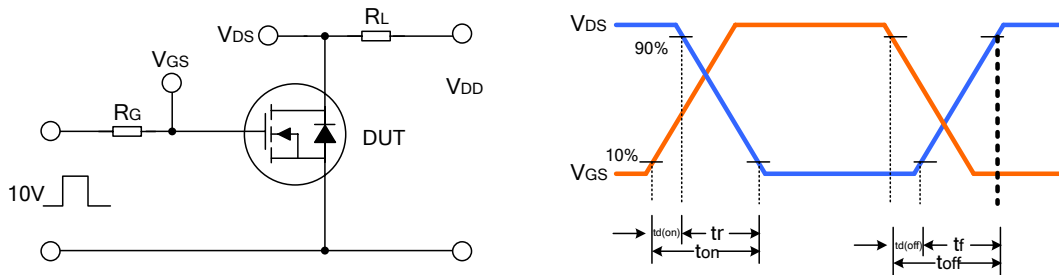 VDS
RL
VGS
VDD
RG
DUT
10V
VDS
90%
10%
VGS
td(on)
tr
ton
td(off)
tf
toff